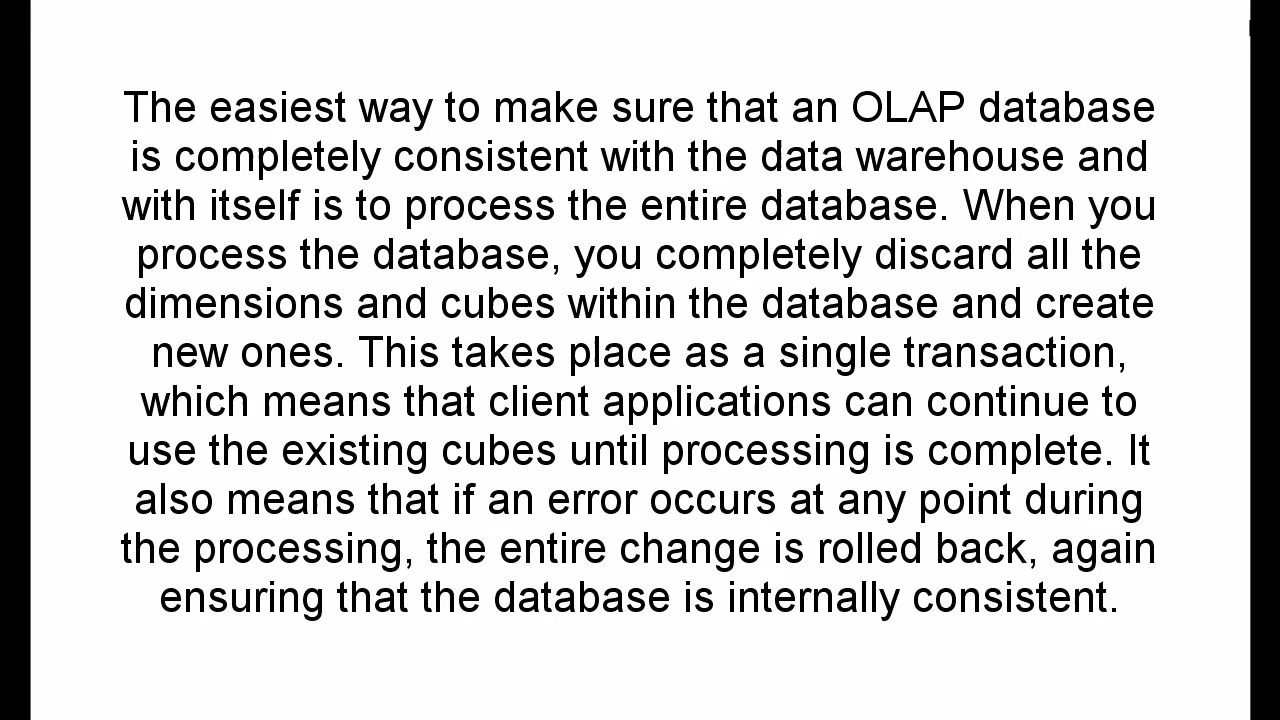 The easiest way to make sure that an OLAP database
is completely consistent with the data warehouse and
with itself is to process the entire database. When you
process the database, you completely discard all the
dimensions and cubes within the database and create
new ones. This takes place as a single transaction,
which means that client applications can continue to
use the existing cubes until processing is complete. It
also means that if an error occurs at any point during
the processing, the entire change is rolled back, again
ensuring that the database is internally consistent.